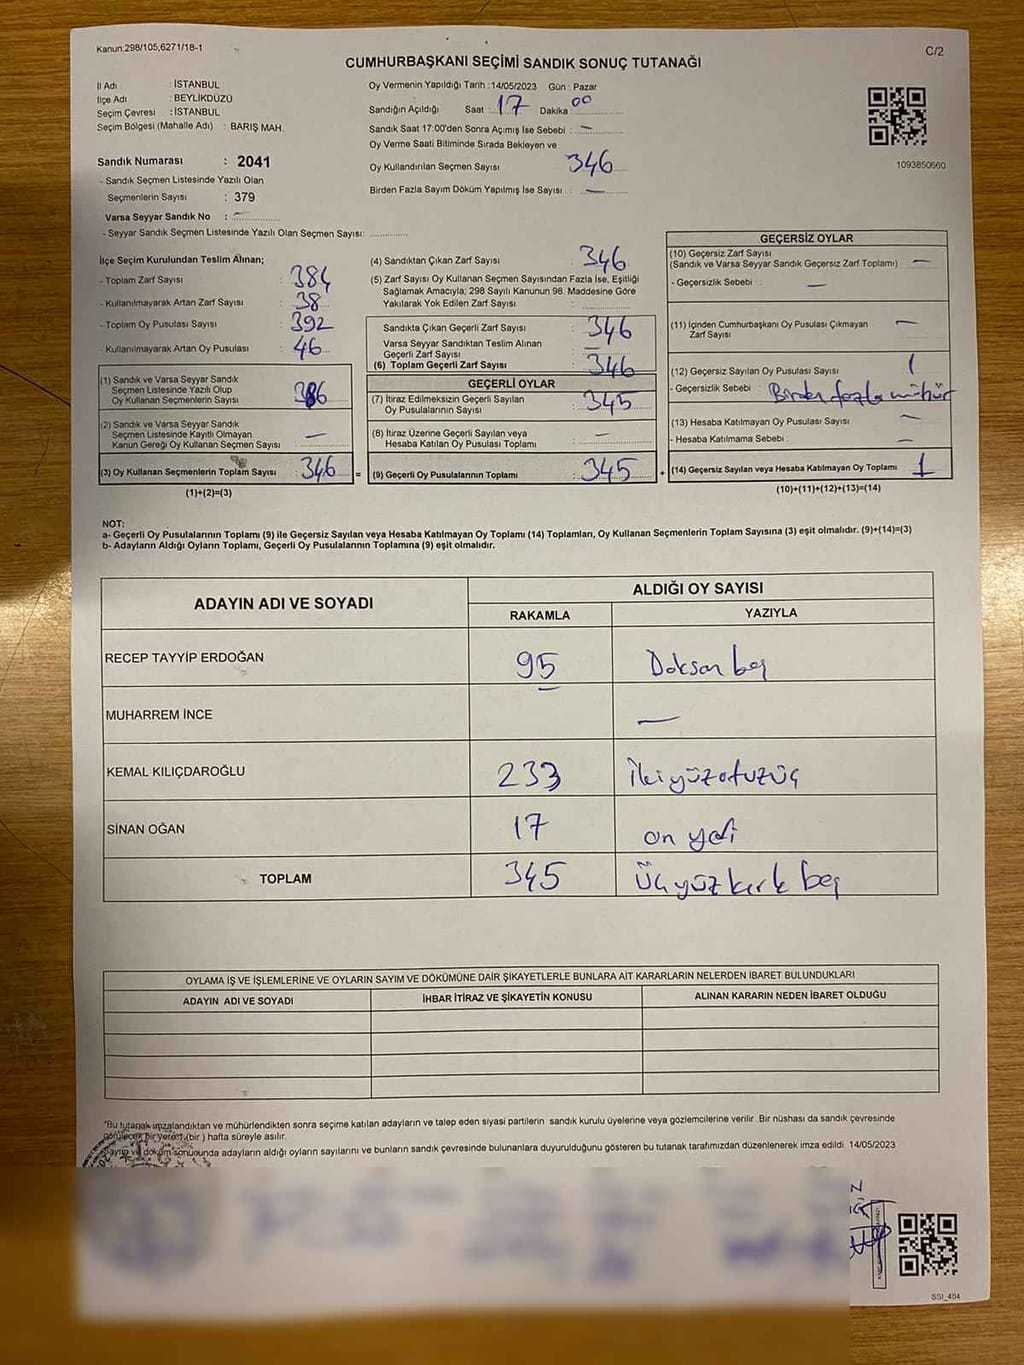 Kanun.298/105,6271/18-1
C/2
CUMHURBAŞKANI SEÇİMİ SANDIK SONUÇ TUTANAĞI
İl Adı : İSTANBUL
İlçe Adı : BEYLİKDÜZÜ
Seçim Çevresi : İSTANBUL
Seçim Bölgesi (Mahalle Adı) : BARIŞ MAH.
Sandık Numarası : 2041
- Sandık Seçmen Listesinde Yazılı Olan
Seçmenlerin Sayısı : 379
Varsa Seyyar Sandık No : —
- Seyyar Sandık Seçmen Listesinde Yazılı Olan Seçmen Sayısı:
Oy Vermenin Yapıldığı Tarih :14/05/2023 Gün : Pazar
Sandığın Açıldığı Saat : 17 Dakika : 00
Sandık Saat 17:00'den Sonra Açımış İse Sebebi : —
Oy Verme Saati Bitiminde Sırada Bekleyen ve
Oy Kullandırılan Seçmen Sayısı 346
Birden Fazla Sayım Döküm Yapılmış İse Sayısı : —
1093850660
İlçe Seçim Kurulundan Teslim Alınan;
- Toplam Zarf Sayısı : 384
- Kullanılmayarak Artan Zarf Sayısı : 38
- Toplam Oy Pusulası Sayısı : 392
- Kullanılmayarak Artan Oy Pusulası : 46
(1) Sandık ve Varsa Seyyar Sandık
Seçmen Listesinde Yazılı Olup
Oy Kullanan Seçmenlerin Sayısı
(2) Sandık ve Varsa Seyyar Sandık
Seçmen Listesinde Kayıtlı Olmayan
Kanun Gereği Oy Kullanan Seçmen Sayısı : —
(3) Oy Kullanan Seçmenlerin Toplam Sayısı : 346 =
(1)+(2)=(3)
(4) Sandıktan Çıkan Zarf Sayısı : 346
(5) Zarf Sayısı Oy Kullanan Seçmen Sayısından Fazla İse, Eşitliği
Sağlamak Amacıyla; 298 Sayılı Kanunun 98. Maddesine Göre
Yakılarak Yok Edilen Zarf Sayısı :
Sandıkta Çıkan Geçerli Zarf Sayısı : 346
Varsa Seyyar Sandıktan Teslim Alınan
Geçerli Zarf Sayısı : —
(6) Toplam Geçerli Zarf Sayısı : 346
GEÇERLİ OYLAR
(7) İtiraz Edilmeksizin Geçerli Sayılan
Oy Pusulalarının Sayısı : 345
(8) İtiraz Üzerine Geçerli Sayılan veya
Hesaba Katılan Oy Pusulası Toplamı : —
(9) Geçerli Oy Pusulalarının Toplamı : 345 +
GEÇERSİZ OYLAR
(10) Geçersiz Zarf Sayısı
(Sandık ve Varsa Seyyar Sandık Geçersiz Zarf Toplamı) : —
- Geçersizlik Sebebi : —
(11) İçinden Cumhurbaşkanı Oy Pusulası Çıkmayan
Zarf Sayısı : —
(12) Geçersiz Sayılan Oy Pusulası Sayısı : 1
- Geçersizlik Sebebi : Birden fazla mühür
(13) Hesaba Katılmayan Oy Pusulası Sayısı : —
- Hesaba Katılmama Sebebi : —
(14) Geçersiz Sayılan veya Hesaba Katılmayan Oy Toplamı : 1
(10)+(11)+(12)+(13)=(14)
NOT:
a- Geçerli Oy Pusulalarının Toplamı (9) ile Geçersiz Sayılan veya Hesaba Katılmayan Oy Toplamı (14) Toplamları, Oy Kullanan Seçmenlerin Toplam Sayısına (3) eşit olmalıdır. (9)+(14)=(3)
b- Adayların Aldığı Oyların Toplamı, Geçerli Oy Pusulalarının Toplamına (9) eşit olmalıdır.
ADAYIN ADI VE SOYADI
ALDIĞI OY SAYISI
RAKAMLA YAZIYLA
RECEP TAYYİP ERDOĞAN 95 Doksan beş
MUHARREM İNCE —
KEMAL KILIÇDAROĞLU 233 İkiyüzotuzüç
SİNAN OĞAN 17 on yedi
TOPLAM 345 Üçyüzkırk beş
OYLAMA İŞ VE İŞLEMLERİNE VE OYLARIN SAYIM VE DÖKÜMÜNE DAİR ŞİKAYETLERLE BUNLARA AİT KARARLARIN NELERDEN İBARET BULUNDUKLARI
ADAYIN ADI VE SOYADI İHBAR İTİRAZ VE ŞİKAYETİN KONUSU ALINAN KARARIN NEDEN İBARET OLDUĞU
*Bu tutanak imzalandıktan ve mühürlendikten sonra seçime katılan adayların ve talep eden siyasi partilerin sandık kurulu üyelerine veya gözlemcilerine verilir. Bir nüshası da sandık çevresinde
görülecek bir yere 1 (bir ) hafta süreyle asılır.
Sayım ve döküm sonuounda adayların aldığı oyların sayılarını ve bunların sandık çevresinde bulunanlara duyurulduğunu gösteren bu tutanak tarafımızdan düzenlenerek imza edildi. 14/05/2023
SSI_404